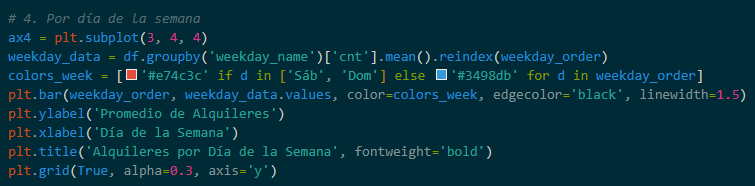 # 4. Por día de la semana
ax4 = plt.subplot(3, 4, 4)
weekday_data = df.groupby('weekday_name')['cnt'].mean().reindex(weekday_order)
colors_week = ['#e74c3c' if d in ['Sáb', 'Dom'] else '#3498db' for d in weekday_order]
plt.bar(weekday_order, weekday_data.values, color=colors_week, edgecolor='black', linewidth=1.5)
plt.ylabel('Promedio de Alquileres')
plt.xlabel('Día de la Semana')
plt.title('Alquileres por Día de la Semana', fontweight='bold')
plt.grid(True, alpha=0.3, axis='y')